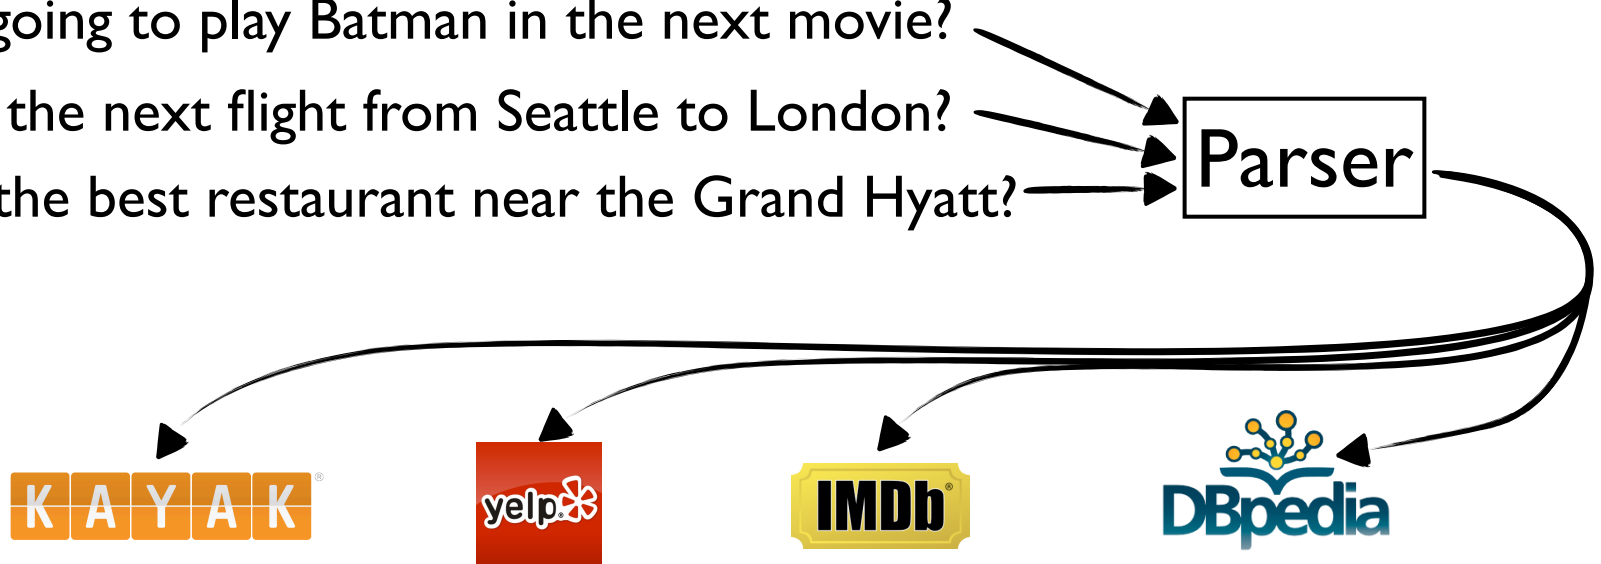 going to play Batman in the next movie?
the next flight from Seattle to London?
the best restaurant near the Grand Hyatt?
Parser
KAYAK®
yelp
IMDb®
DBpedia